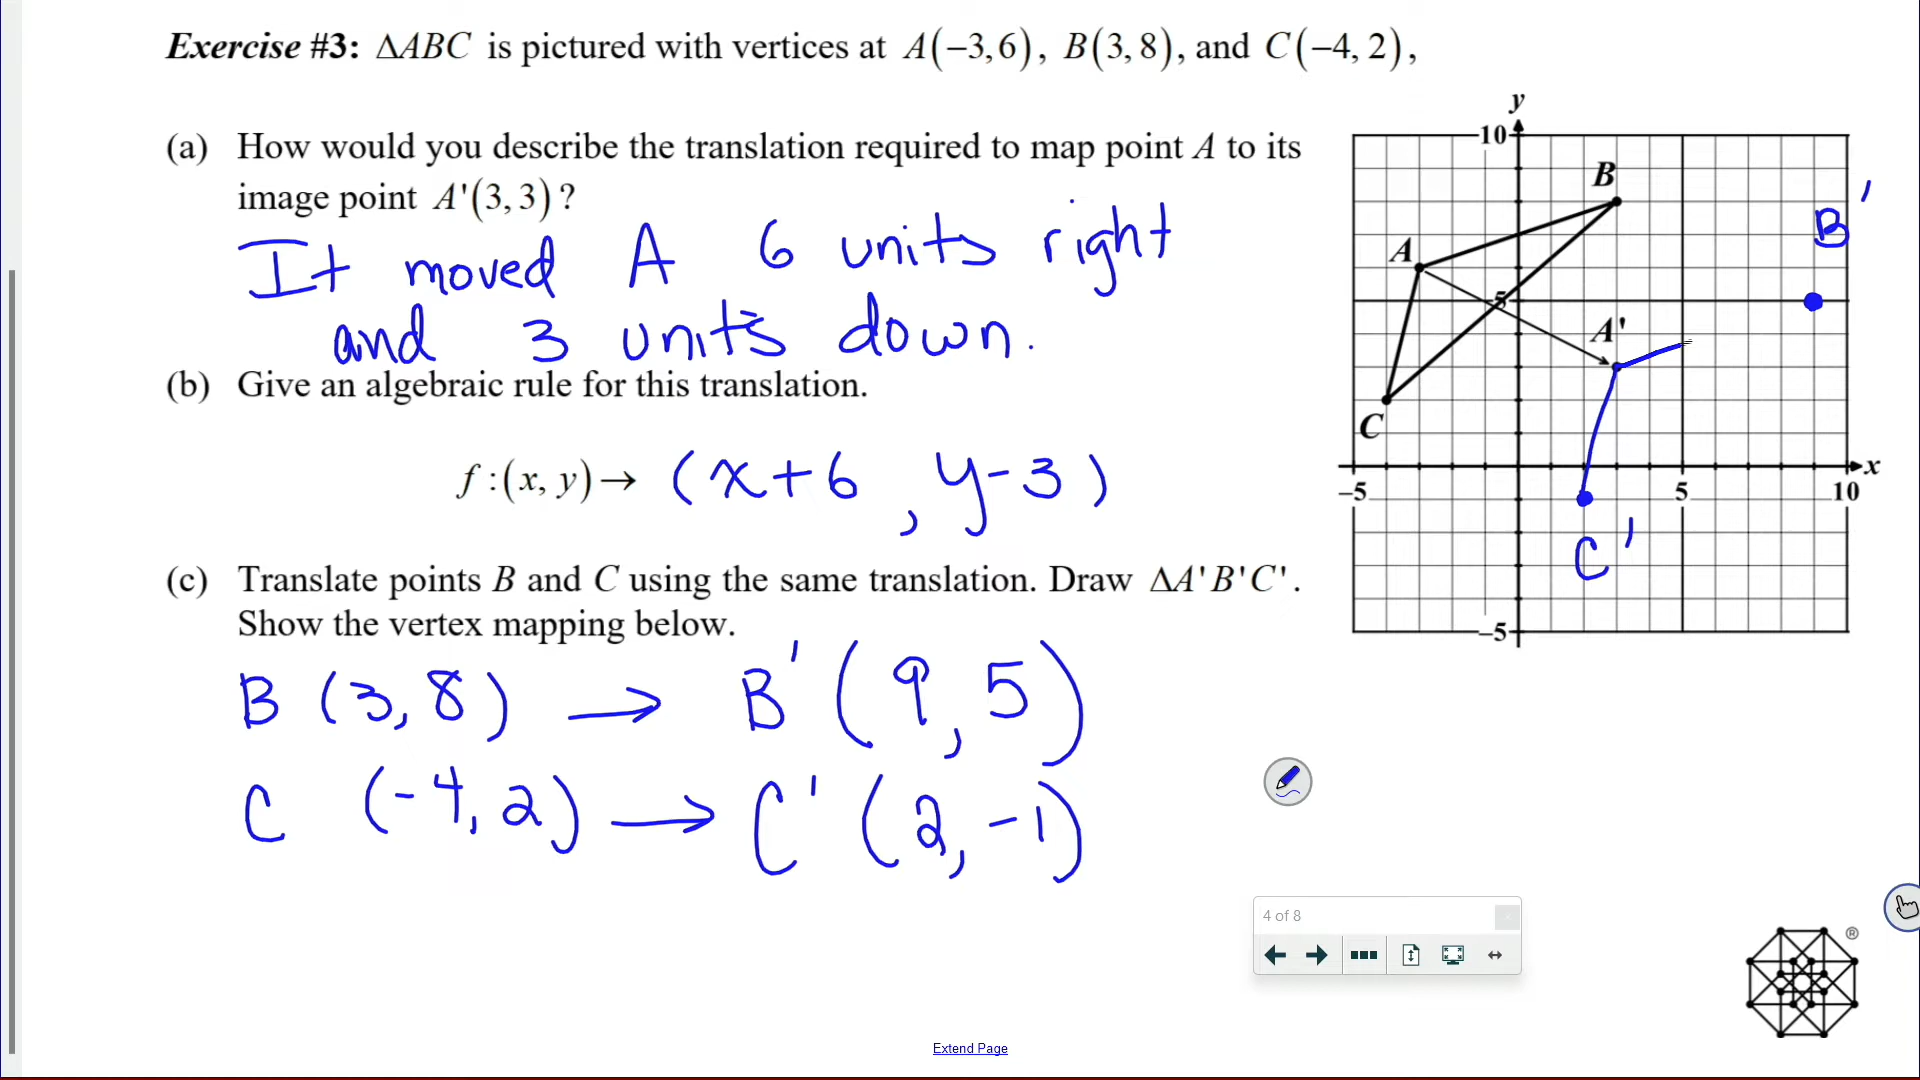 Exercise #3: ΔABC is pictured with vertices at A(−3,6), B(3,8), and C(−4,2),
(a) How would you describe the translation required to map point A to its
image point A'(3,3)?
It moved A 6 units right
and 3 units down.
(b) Give an algebraic rule for this translation.
f:(x, y)→ (x+6, y-3)
(c) Translate points B and C using the same translation. Draw ΔA'B'C'.
Show the vertex mapping below.
B (3,8) → B' (9,5)
C (-4,2) → C' (2,-1)
y
10
B
B'
A
5
A'
C
x
−5
5
10
C'
−5
4 of 8
®
Extend Page